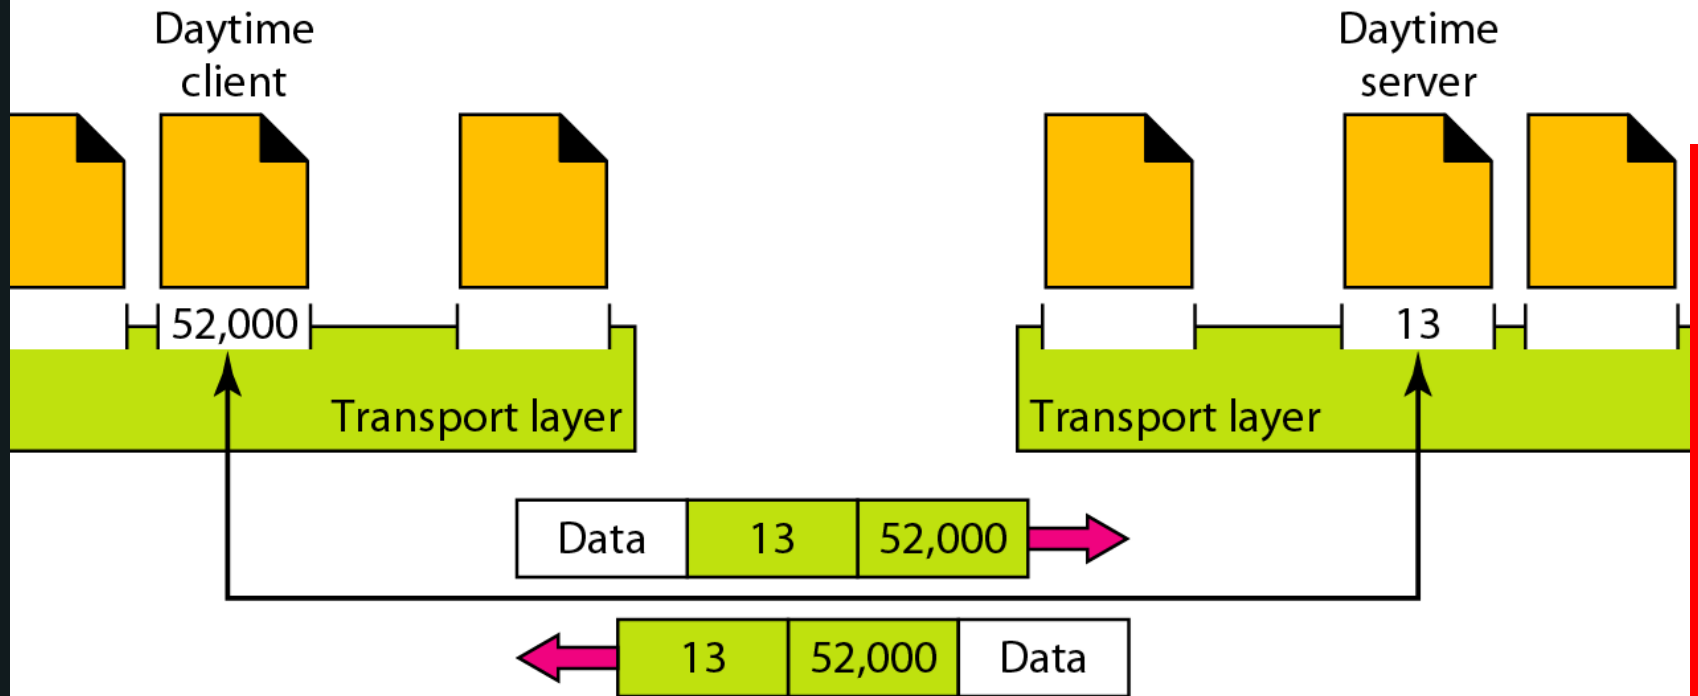 Daytime
client
Daytime
server
52,000
13
Transport layer
Transport layer
Data 13 52,000
13 52,000 Data